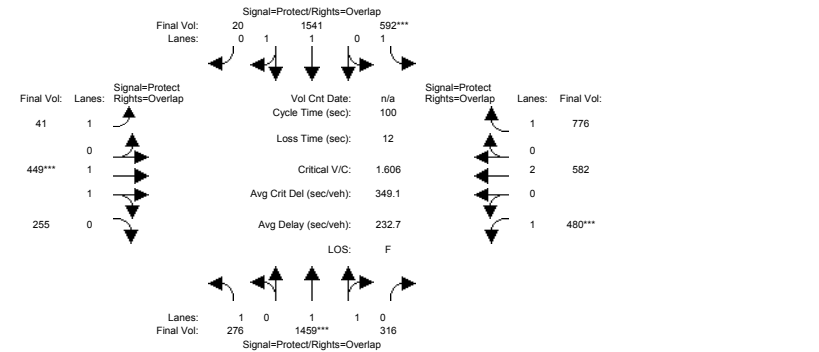 Signal=Protect/Rights=Overlap
Final Vol: 20 1541 592***
Lanes: 0 1 1 0 1
Signal=Protect
Final Vol: Lanes: Rights=Overlap
Vol Cnt Date: n/a
Signal=Protect
Rights=Overlap Lanes: Final Vol:
Cycle Time (sec): 100
41 1
1 776
Loss Time (sec): 12
0
0
449*** 1
Critical V/C: 1.606
2 582
1
Avg Crit Del (sec/veh): 349.1
0
255 0
Avg Delay (sec/veh): 232.7
1 480***
LOS: F
Lanes: 1 0 1 1 0
Final Vol: 276 1459*** 316
Signal=Protect/Rights=Overlap